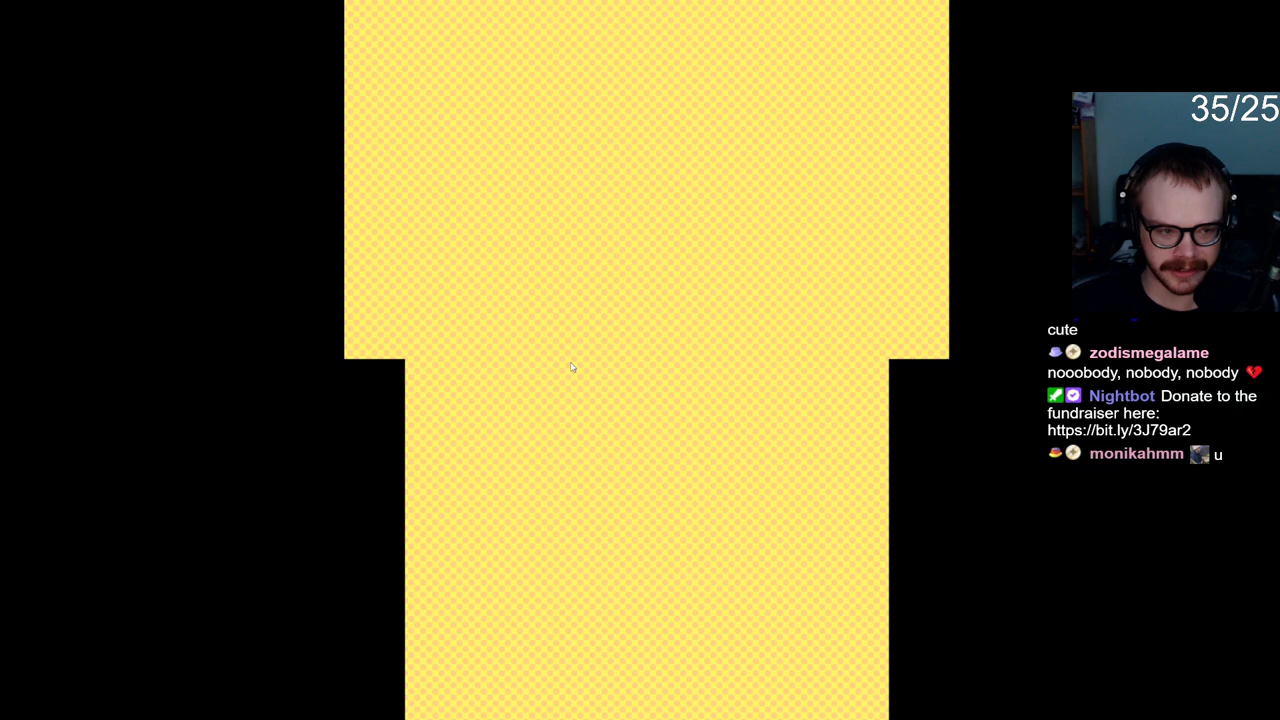 35/25
cute
zodismegalame
nooobody, nobody, nobody
Nightbot Donate to the
fundraiser here:
https://bit.ly/3J79ar2
monikahmm u